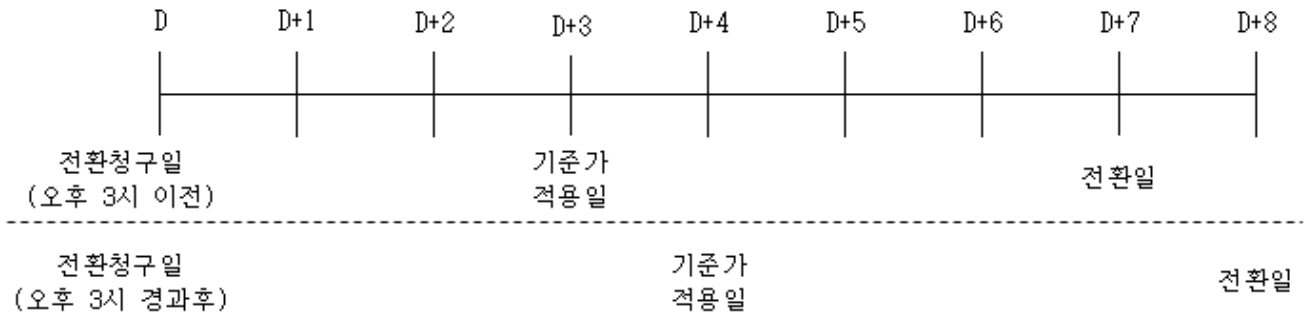 D D+1 D+2 D+3 D+4 D+5 D+6 D+7 D+8
전환청구일 기준가 전환일
(오후 3시 이전) 적용일
전환청구일 기준가 전환일
(오후 3시 경과후) 적용일